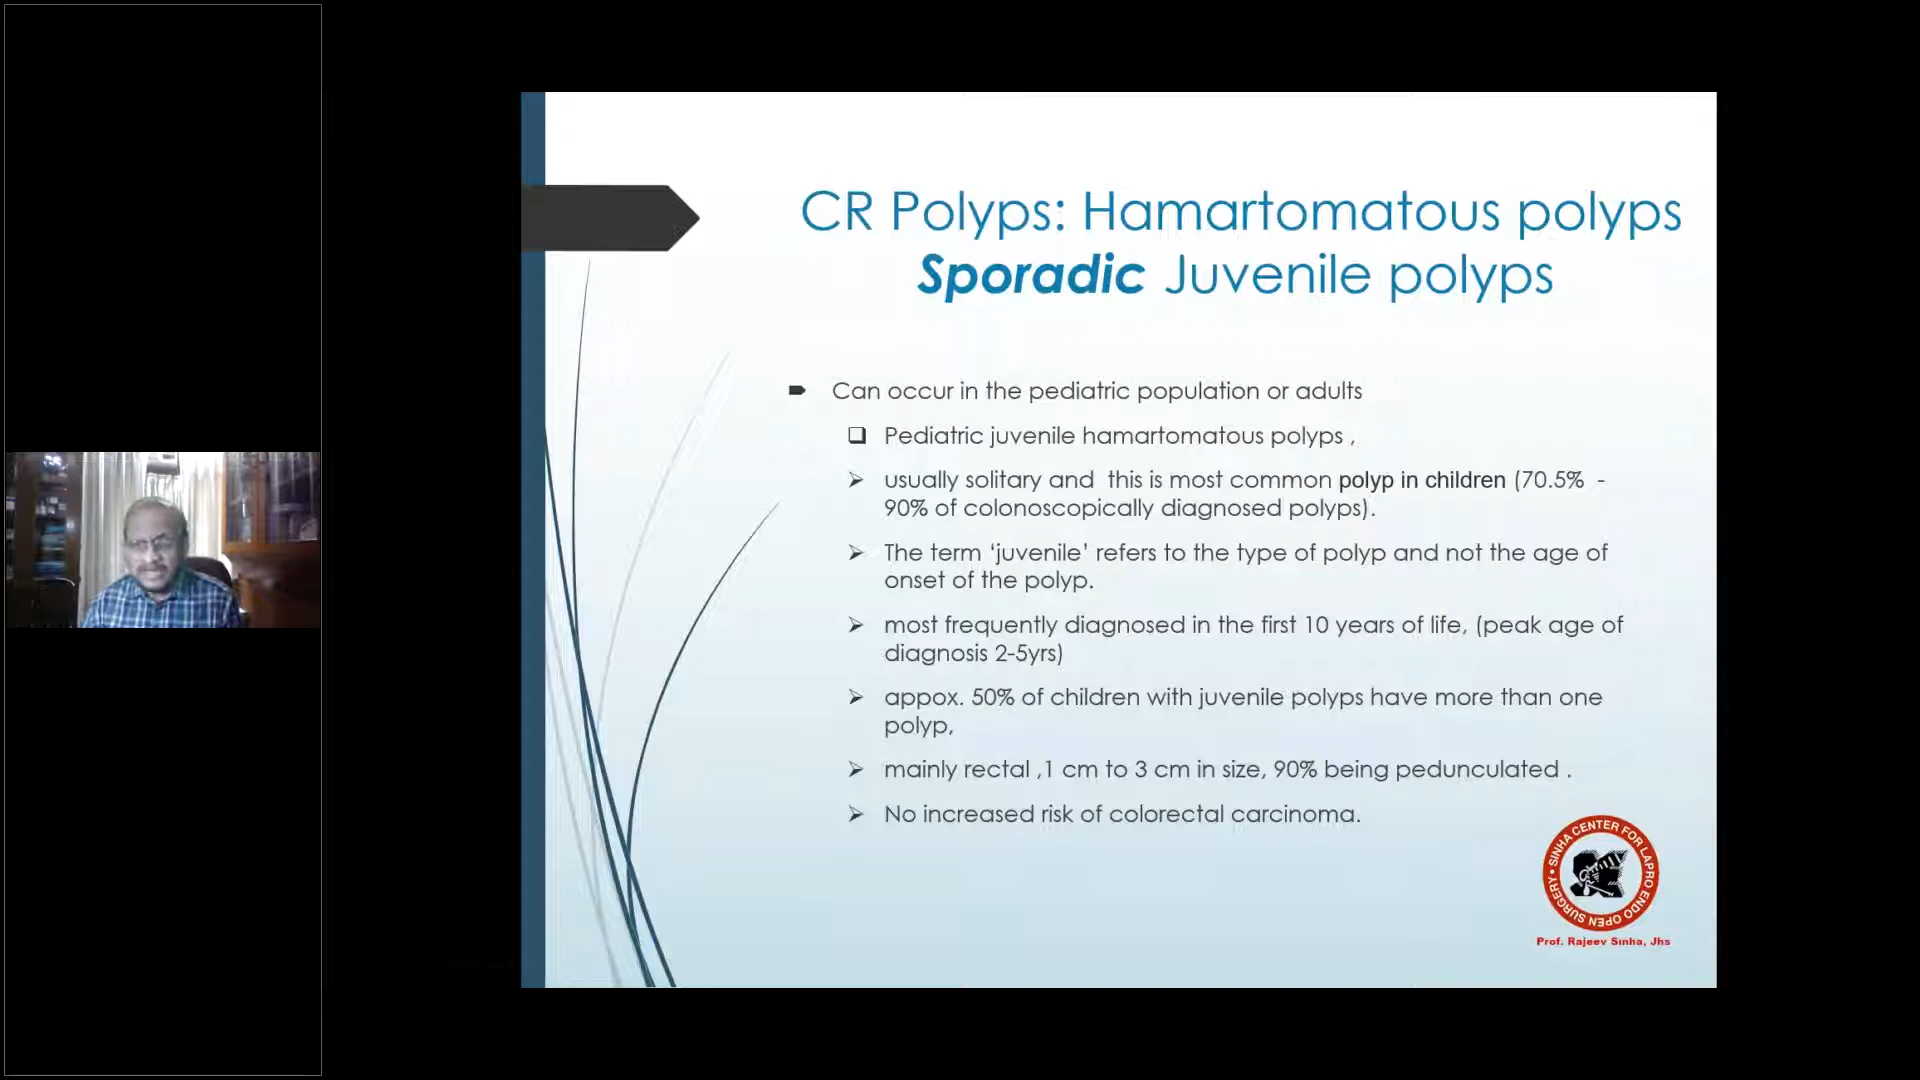 CR Polyps: Hamartomatous polyps
Sporadic Juvenile polyps
Can occur in the pediatric population or adults
Pediatric juvenile hamartomatous polyps ,
usually solitary and  this is most common polyp in children (70.5%  -
90% of colonoscopically diagnosed polyps).
The term ‘juvenile’ refers to the type of polyp and not the age of
onset of the polyp.
most frequently diagnosed in the first 10 years of life, (peak age of
diagnosis 2-5yrs)
appox. 50% of children with juvenile polyps have more than one
polyp,
mainly rectal ,1 cm to 3 cm in size, 90% being pedunculated .
No increased risk of colorectal carcinoma.
SINHA CENTER FOR LAPRO ENDO OPEN SURGERY
Prof. Rajeev Sinha, Jhs